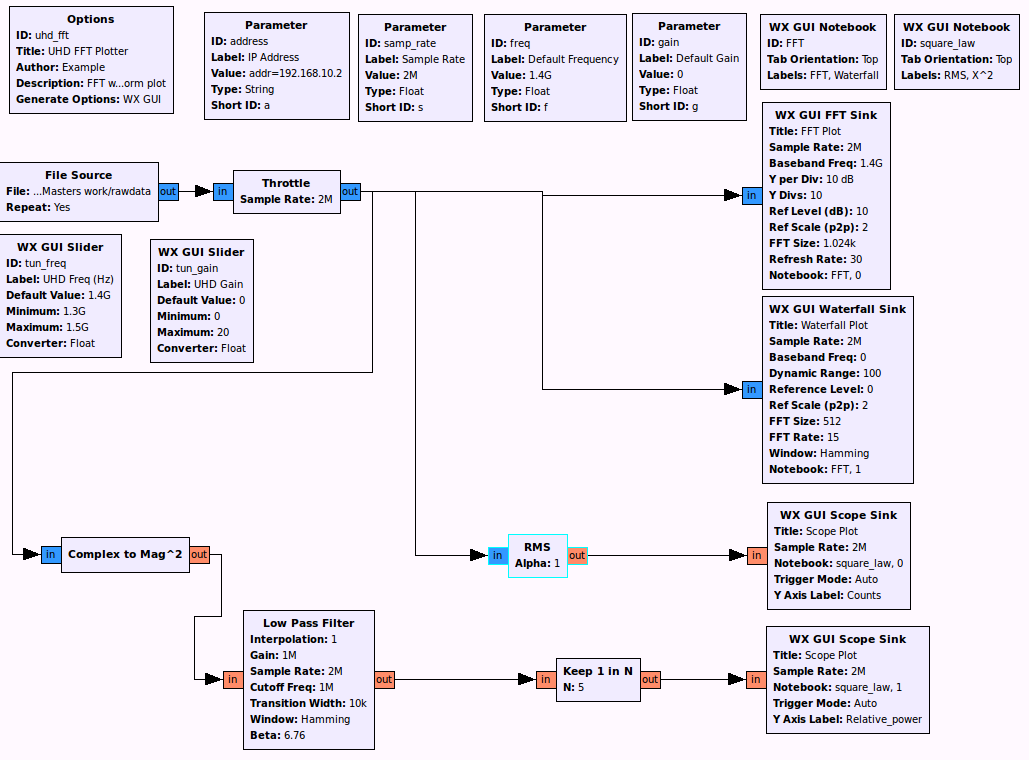 Options
ID: uhd_fft
Title: UHD FFT Plotter
Author: Example
Description: FFT w...orm plot
Generate Options: WX GUI
Parameter
ID: address
Label: IP Address
Value: addr=192.168.10.2
Type: String
Short ID: a
Parameter
ID: samp_rate
Label: Sample Rate
Value: 2M
Type: Float
Short ID: s
Parameter
ID: freq
Label: Default Frequency
Value: 1.4G
Type: Float
Short ID: f
Parameter
ID: gain
Label: Default Gain
Value: 0
Type: Float
Short ID: g
WX GUI Notebook
ID: FFT
Tab Orientation: Top
Labels: FFT, Waterfall
WX GUI Notebook
ID: square_law
Tab Orientation: Top
Labels: RMS, X^2
File Source
File: ...Masters work/rawdata
Repeat: Yes
out
in
Throttle
Sample Rate: 2M
out
in
WX GUI FFT Sink
Title: FFT Plot
Sample Rate: 2M
Baseband Freq: 1.4G
Y per Div: 10 dB
Y Divs: 10
Ref Level (dB): 10
Ref Scale (p2p): 2
FFT Size: 1.024k
Refresh Rate: 30
Notebook: FFT, 0
WX GUI Slider
ID: tun_freq
Label: UHD Freq (Hz)
Default Value: 1.4G
Minimum: 1.3G
Maximum: 1.5G
Converter: Float
WX GUI Slider
ID: tun_gain
Label: UHD Gain
Default Value: 0
Minimum: 0
Maximum: 20
Converter: Float
in
WX GUI Waterfall Sink
Title: Waterfall Plot
Sample Rate: 2M
Baseband Freq: 0
Dynamic Range: 100
Reference Level: 0
Ref Scale (p2p): 2
FFT Size: 512
FFT Rate: 15
Window: Hamming
Notebook: FFT, 1
in
Complex to Mag^2
out
in
RMS
Alpha: 1
out
in
WX GUI Scope Sink
Title: Scope Plot
Sample Rate: 2M
Notebook: square_law, 0
Trigger Mode: Auto
Y Axis Label: Counts
in
Low Pass Filter
Interpolation: 1
Gain: 1M
Sample Rate: 2M
Cutoff Freq: 1M
Transition Width: 10k
Window: Hamming
Beta: 6.76
out
in
Keep 1 in N
N: 5
out
in
WX GUI Scope Sink
Title: Scope Plot
Sample Rate: 2M
Notebook: square_law, 1
Trigger Mode: Auto
Y Axis Label: Relative_power